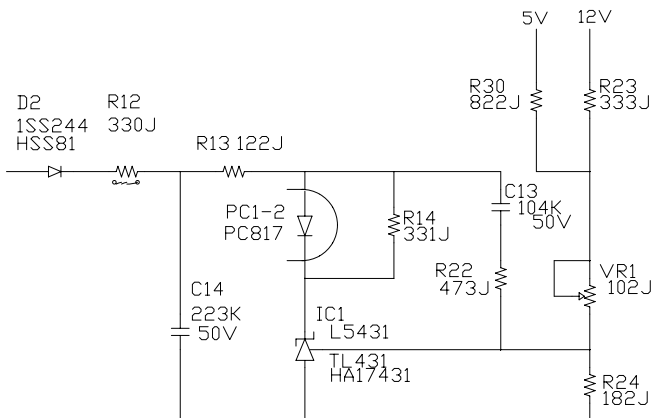 5V 12V
R30
822J
R23
333J
D2
1SS244
HSS81
R12
330J
R13 122J
C13
104K
50V
PC1-2
PC817
R14
331J
R22
473J
VR1
102J
C14
223K
50V
IC1
L5431
TL431
HA17431
R24
182J